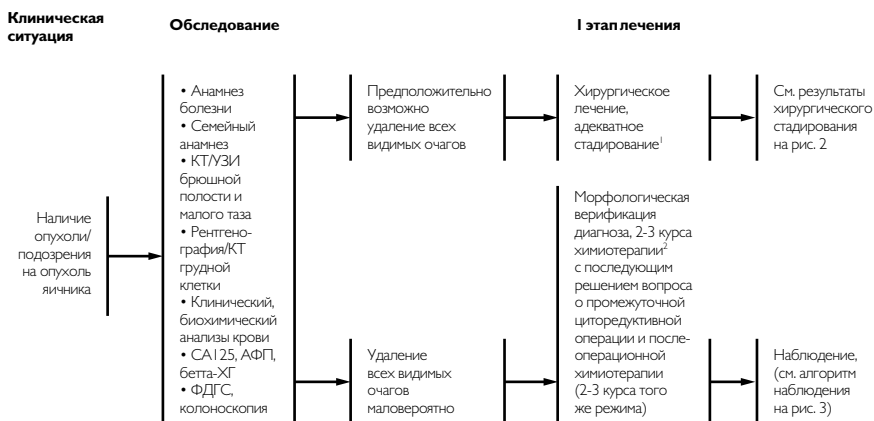 Клиническая
ситуация
Обследование
I этап лечения
Наличие
опухоли/
подозрения
на опухоль
яичника
• Анамнез
болезни
• Семейный
анамнез
• КТ/УЗИ
брюшной
полости и
малого таза
• Рентгено-
графия/КТ
грудной
клетки
• Клинический,
биохимический
анализы крови
• СА125, АФП,
бетта-ХГ
• ФДГС,
колоноскопия
Предположительно
возможно
удаление всех
видимых очагов
Хирургическое
лечение,
адекватное
стадирование¹
См. результаты
хирургического
стадирования
на рис. 2
Удаление
всех видимых
очагов
маловероятно
Морфологическая
верификация
диагноза, 2-3 курса
химиотерапии²
с последующим
решением вопроса
о промежуточной
циторедуктивной
операции и после-
операционной
химиотерапии
(2-3 курса того
же режима)
Наблюдение,
(см. алгоритм
наблюдения
на рис. 3)